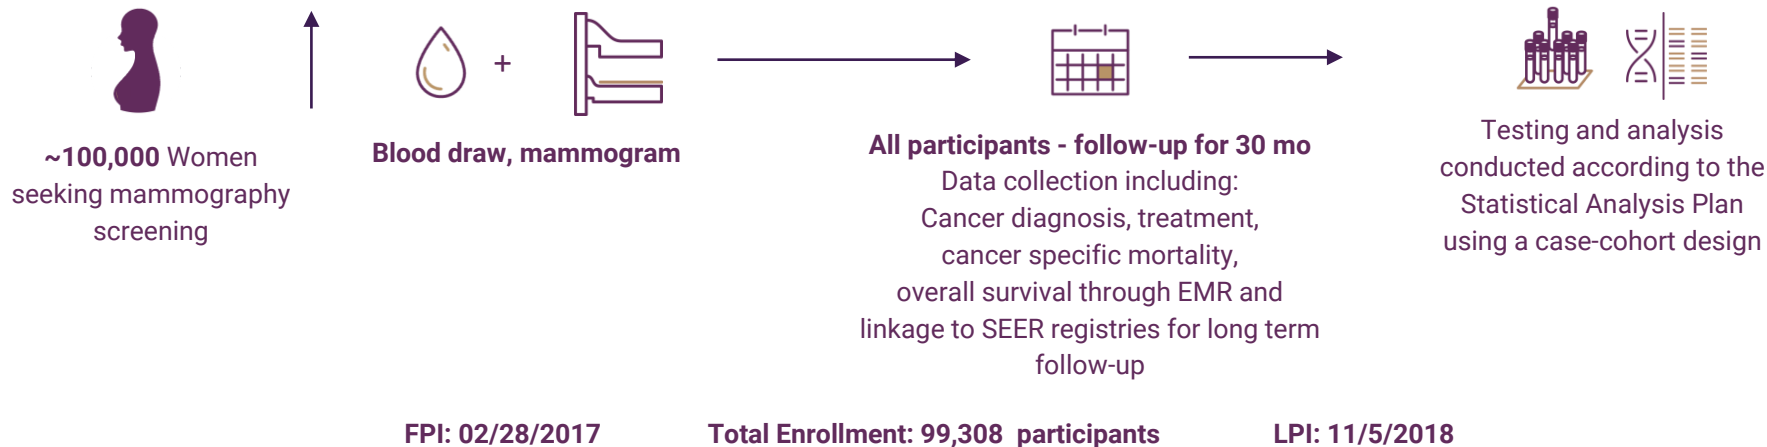 ~100,000 Women
seeking mammography
screening
+
Blood draw, mammogram
All participants - follow-up for 30 mo
Data collection including:
Cancer diagnosis, treatment,
cancer specific mortality,
overall survival through EMR and
linkage to SEER registries for long term
follow-up
Testing and analysis
conducted according to the
Statistical Analysis Plan
using a case-cohort design
FPI: 02/28/2017
Total Enrollment: 99,308 participants
LPI: 11/5/2018